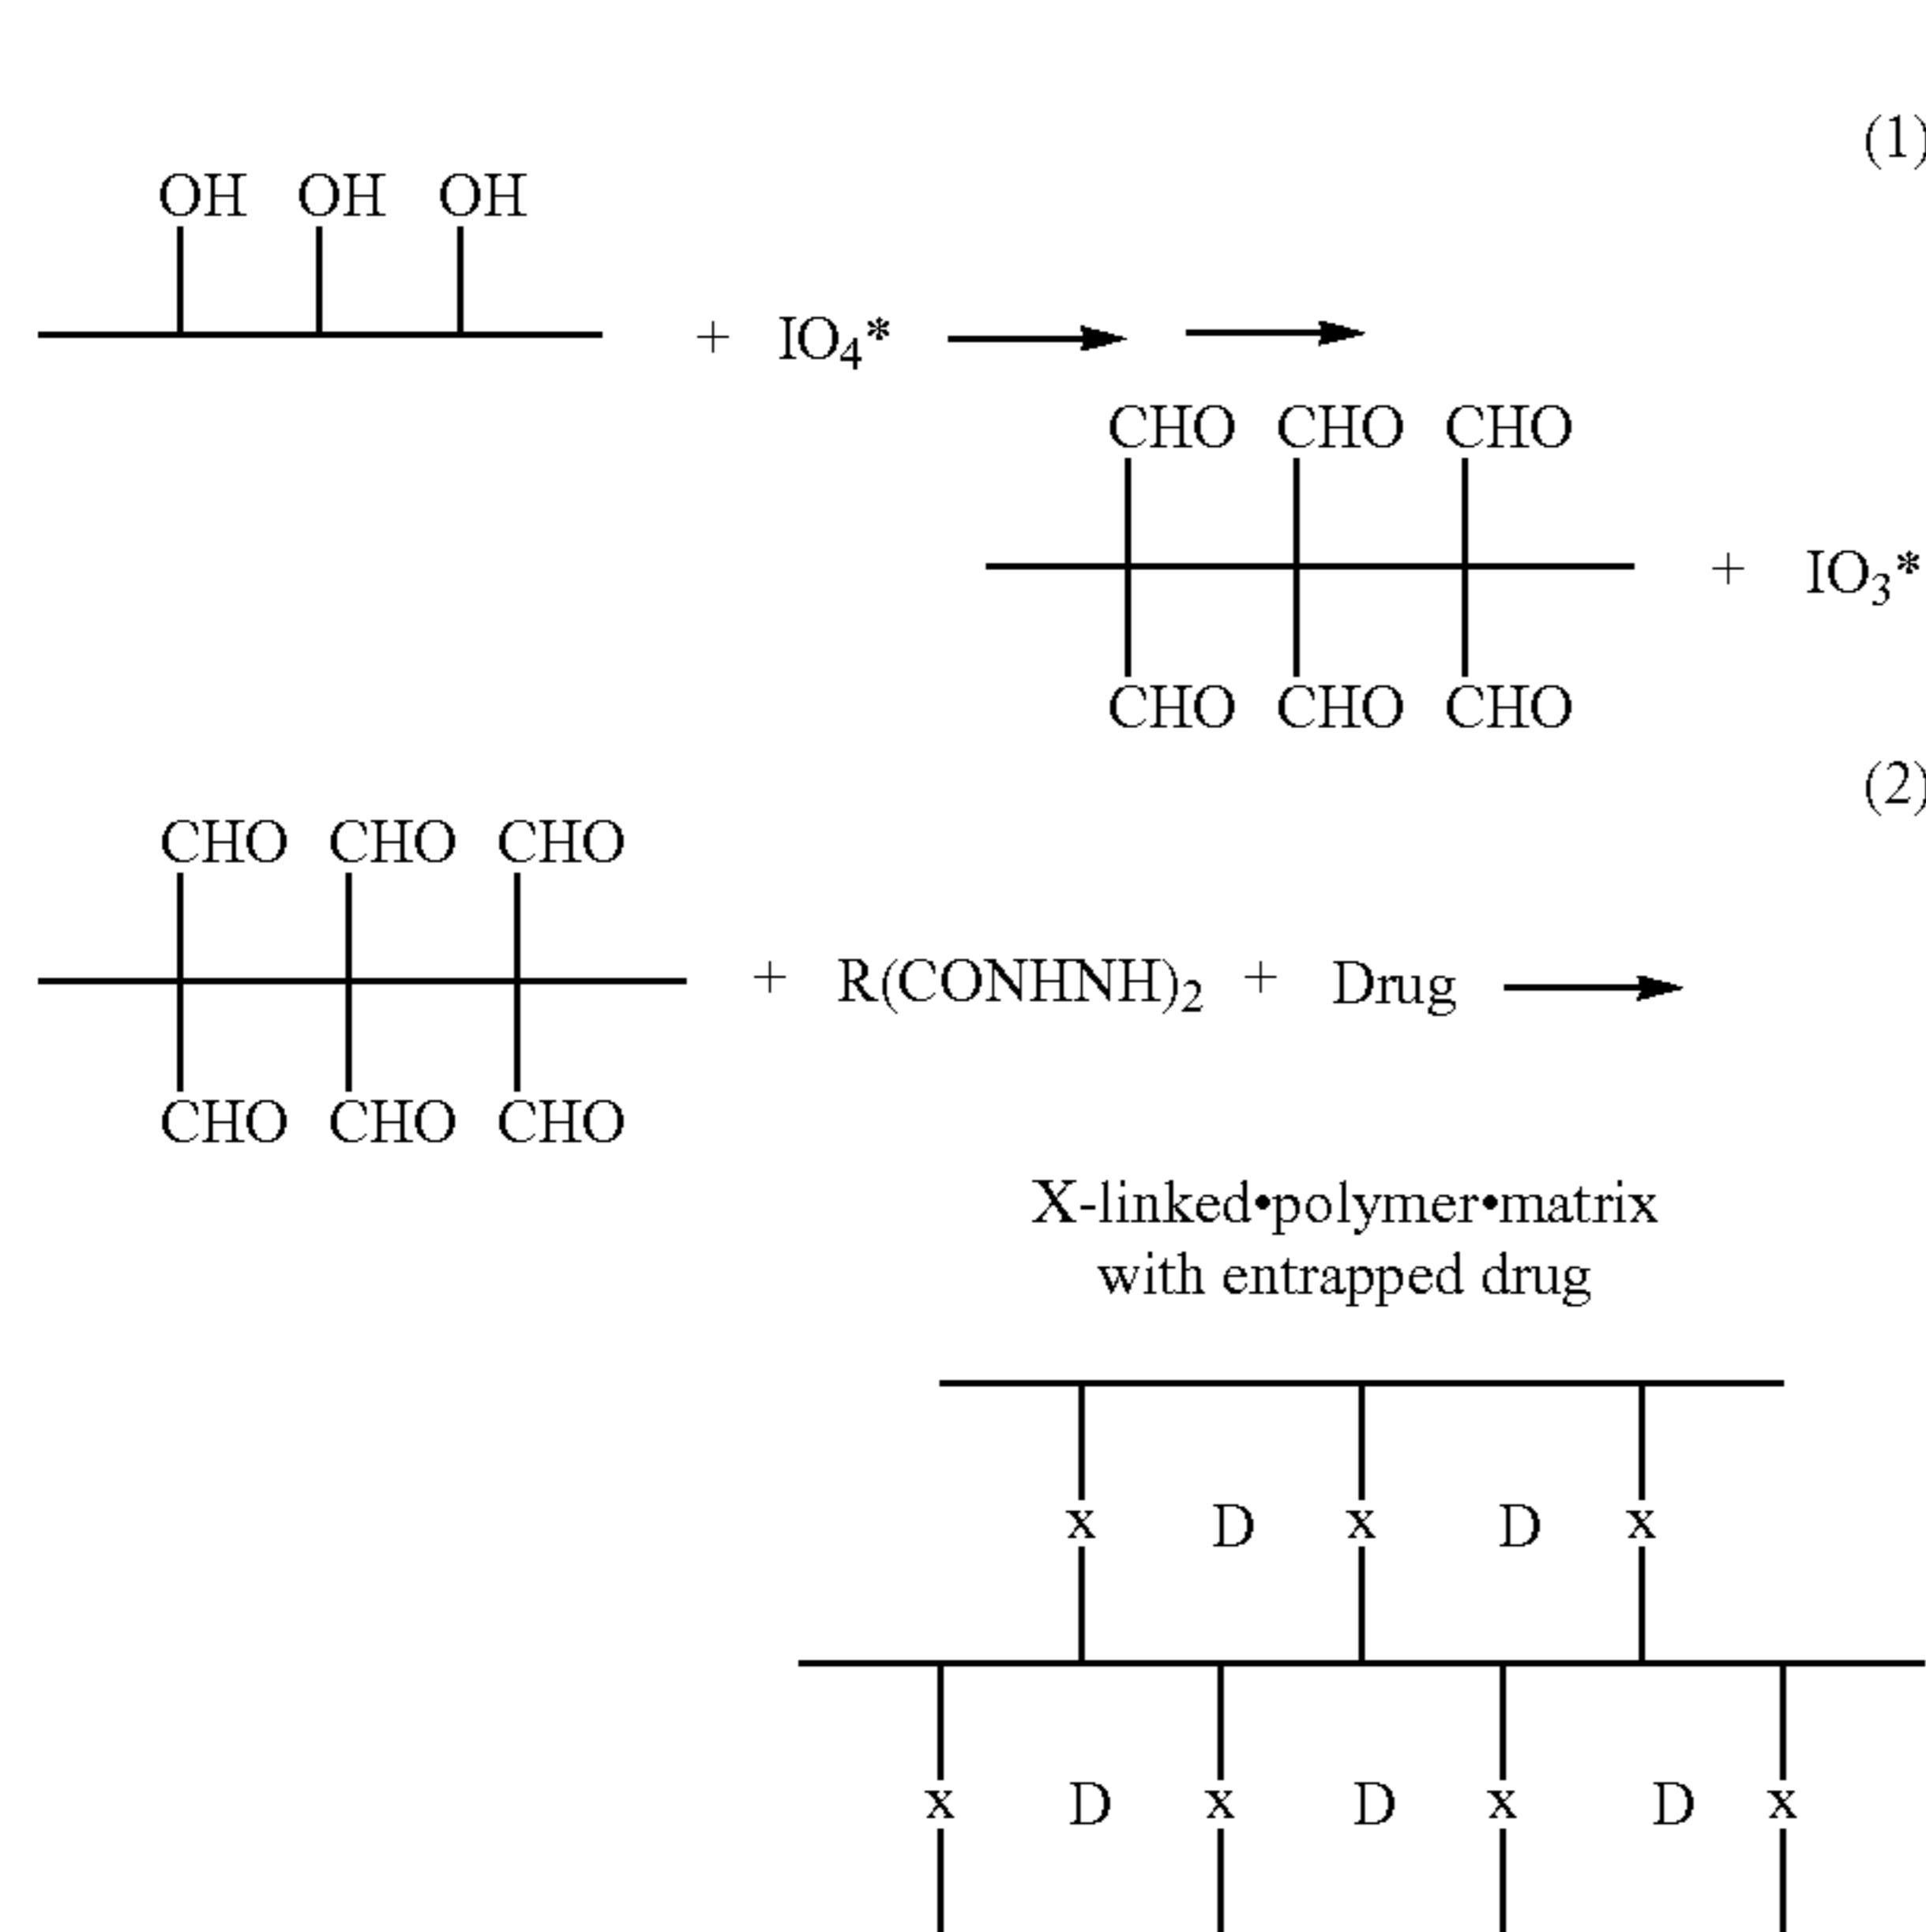 (1)
OH OH OH
+ IO4*
CHO CHO CHO
+ IO3*
CHO CHO CHO
(2)
CHO CHO CHO
+ R(CONHNH)2 + Drug
CHO CHO CHO
X-linked•polymer•matrix
with entrapped drug
x D x D x
x D x D x D x